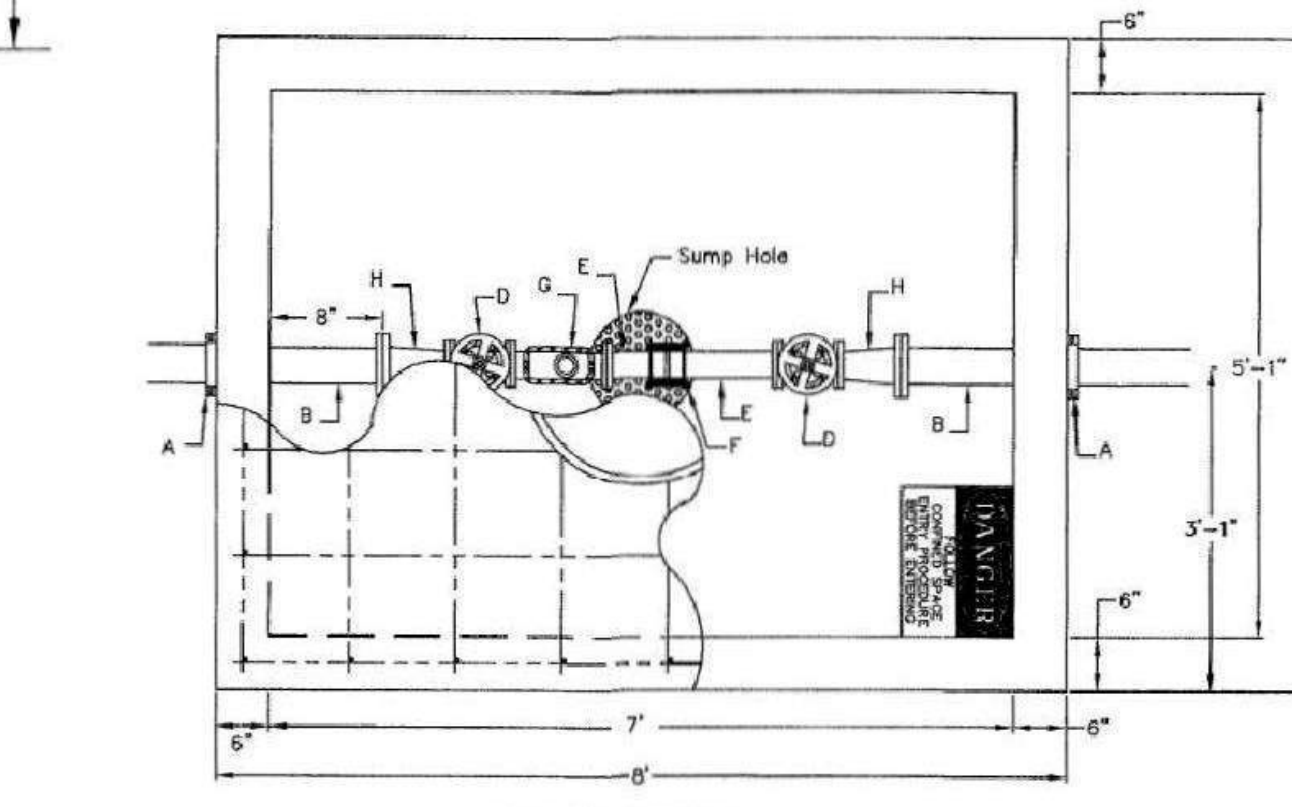 6"
Sump Hole
E
H
D
G
H
8"
5'-1"
B
E
B
A
F
D
A
DANGER
FOLLOW
CONFINED SPACE
ENTRY PROCEDURE
BEFORE ENTERING
3'-1"
6"
6"
7'
6"
8'